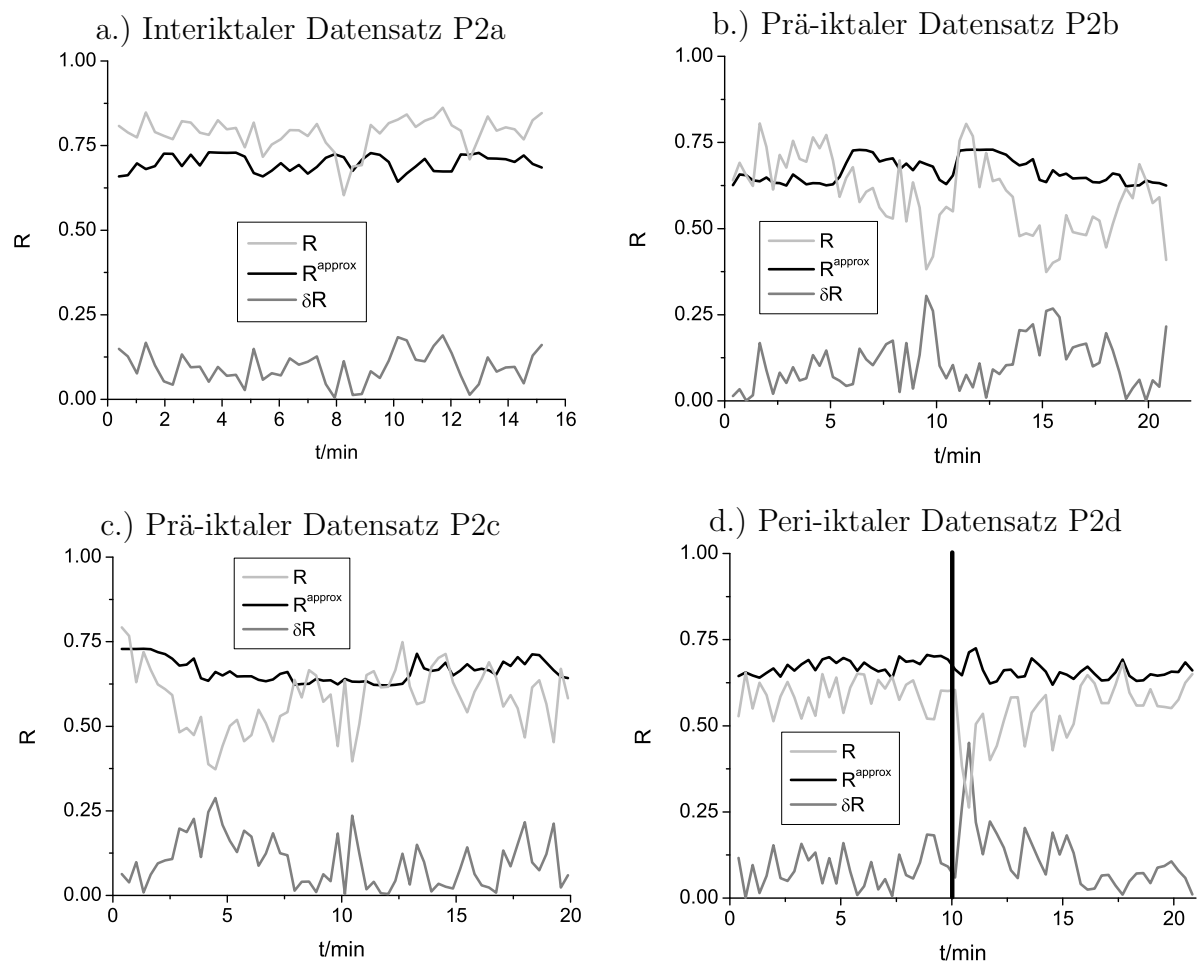 a.) Interiktaler Datensatz P2a
1.00
0.75
0.50
0.25
0.00
R
R
R^approx
δR
0 2 4 6 8 10 12 14 16
t/min
b.) Prä-iktaler Datensatz P2b
1.00
0.75
0.50
0.25
0.00
R
R
R^approx
δR
0 5 10 15 20
t/min
c.) Prä-iktaler Datensatz P2c
1.00
0.75
0.50
0.25
0.00
R
R
R^approx
δR
0 5 10 15 20
t/min
d.) Peri-iktaler Datensatz P2d
1.00
0.75
0.50
0.25
0.00
R
R
R^approx
δR
0 5 10 15 20
t/min